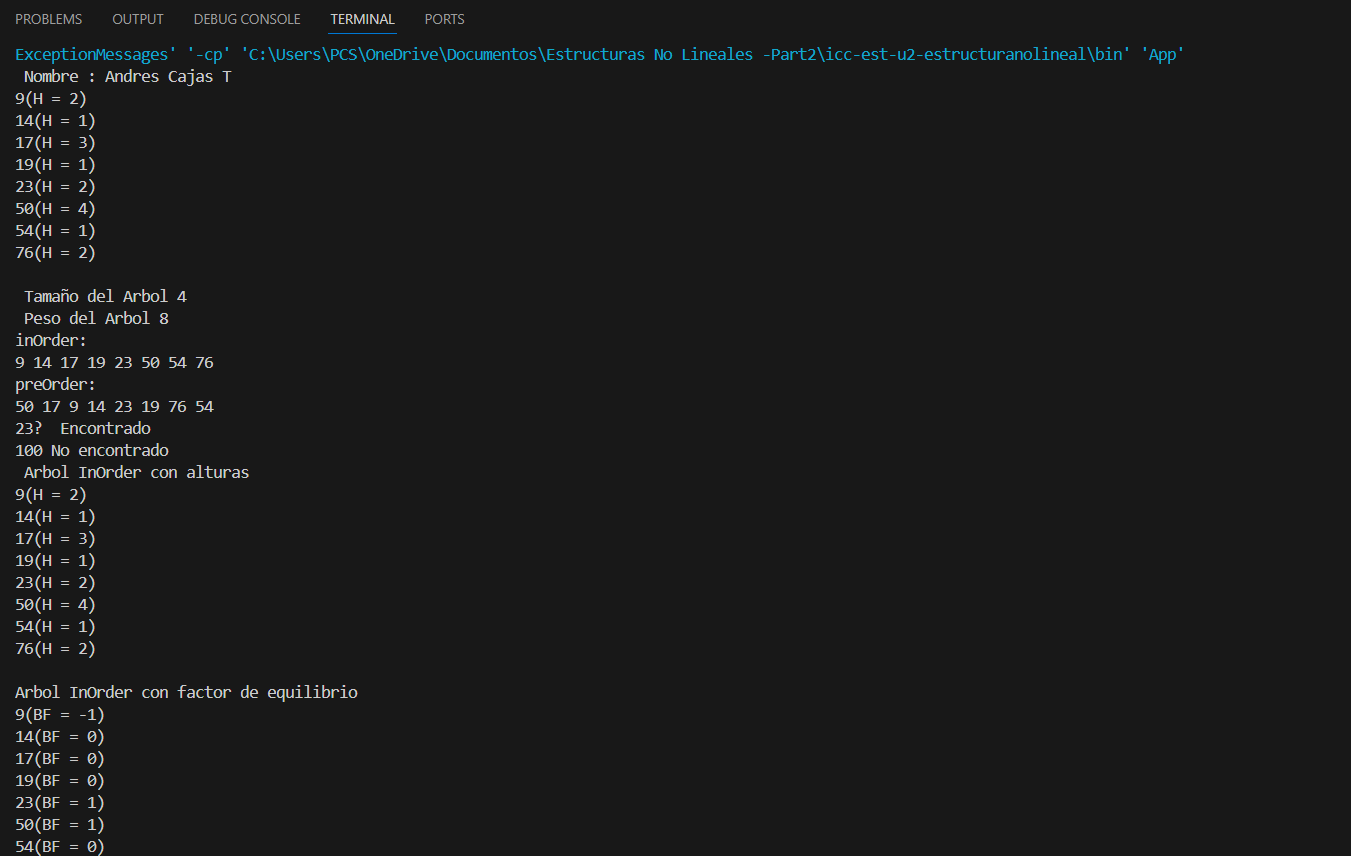 PROBLEMS OUTPUT DEBUG CONSOLE TERMINAL PORTS
ExceptionMessages' '-cp' 'C:\Users\PCS\OneDrive\Documentos\Estructuras No Lineales -Part2\icc-est-u2-estructuranolineal\bin' 'App'
Nombre : Andres Cajas T
9(H = 2)
14(H = 1)
17(H = 3)
19(H = 1)
23(H = 2)
50(H = 4)
54(H = 1)
76(H = 2)
Tamaño del Arbol 4
Peso del Arbol 8
inOrder:
9 14 17 19 23 50 54 76
preOrder:
50 17 9 14 23 19 76 54
23?  Encontrado
100 No encontrado
Arbol InOrder con alturas
9(H = 2)
14(H = 1)
17(H = 3)
19(H = 1)
23(H = 2)
50(H = 4)
54(H = 1)
76(H = 2)
Arbol InOrder con factor de equilibrio
9(BF = -1)
14(BF = 0)
17(BF = 0)
19(BF = 0)
23(BF = 1)
50(BF = 1)
54(BF = 0)